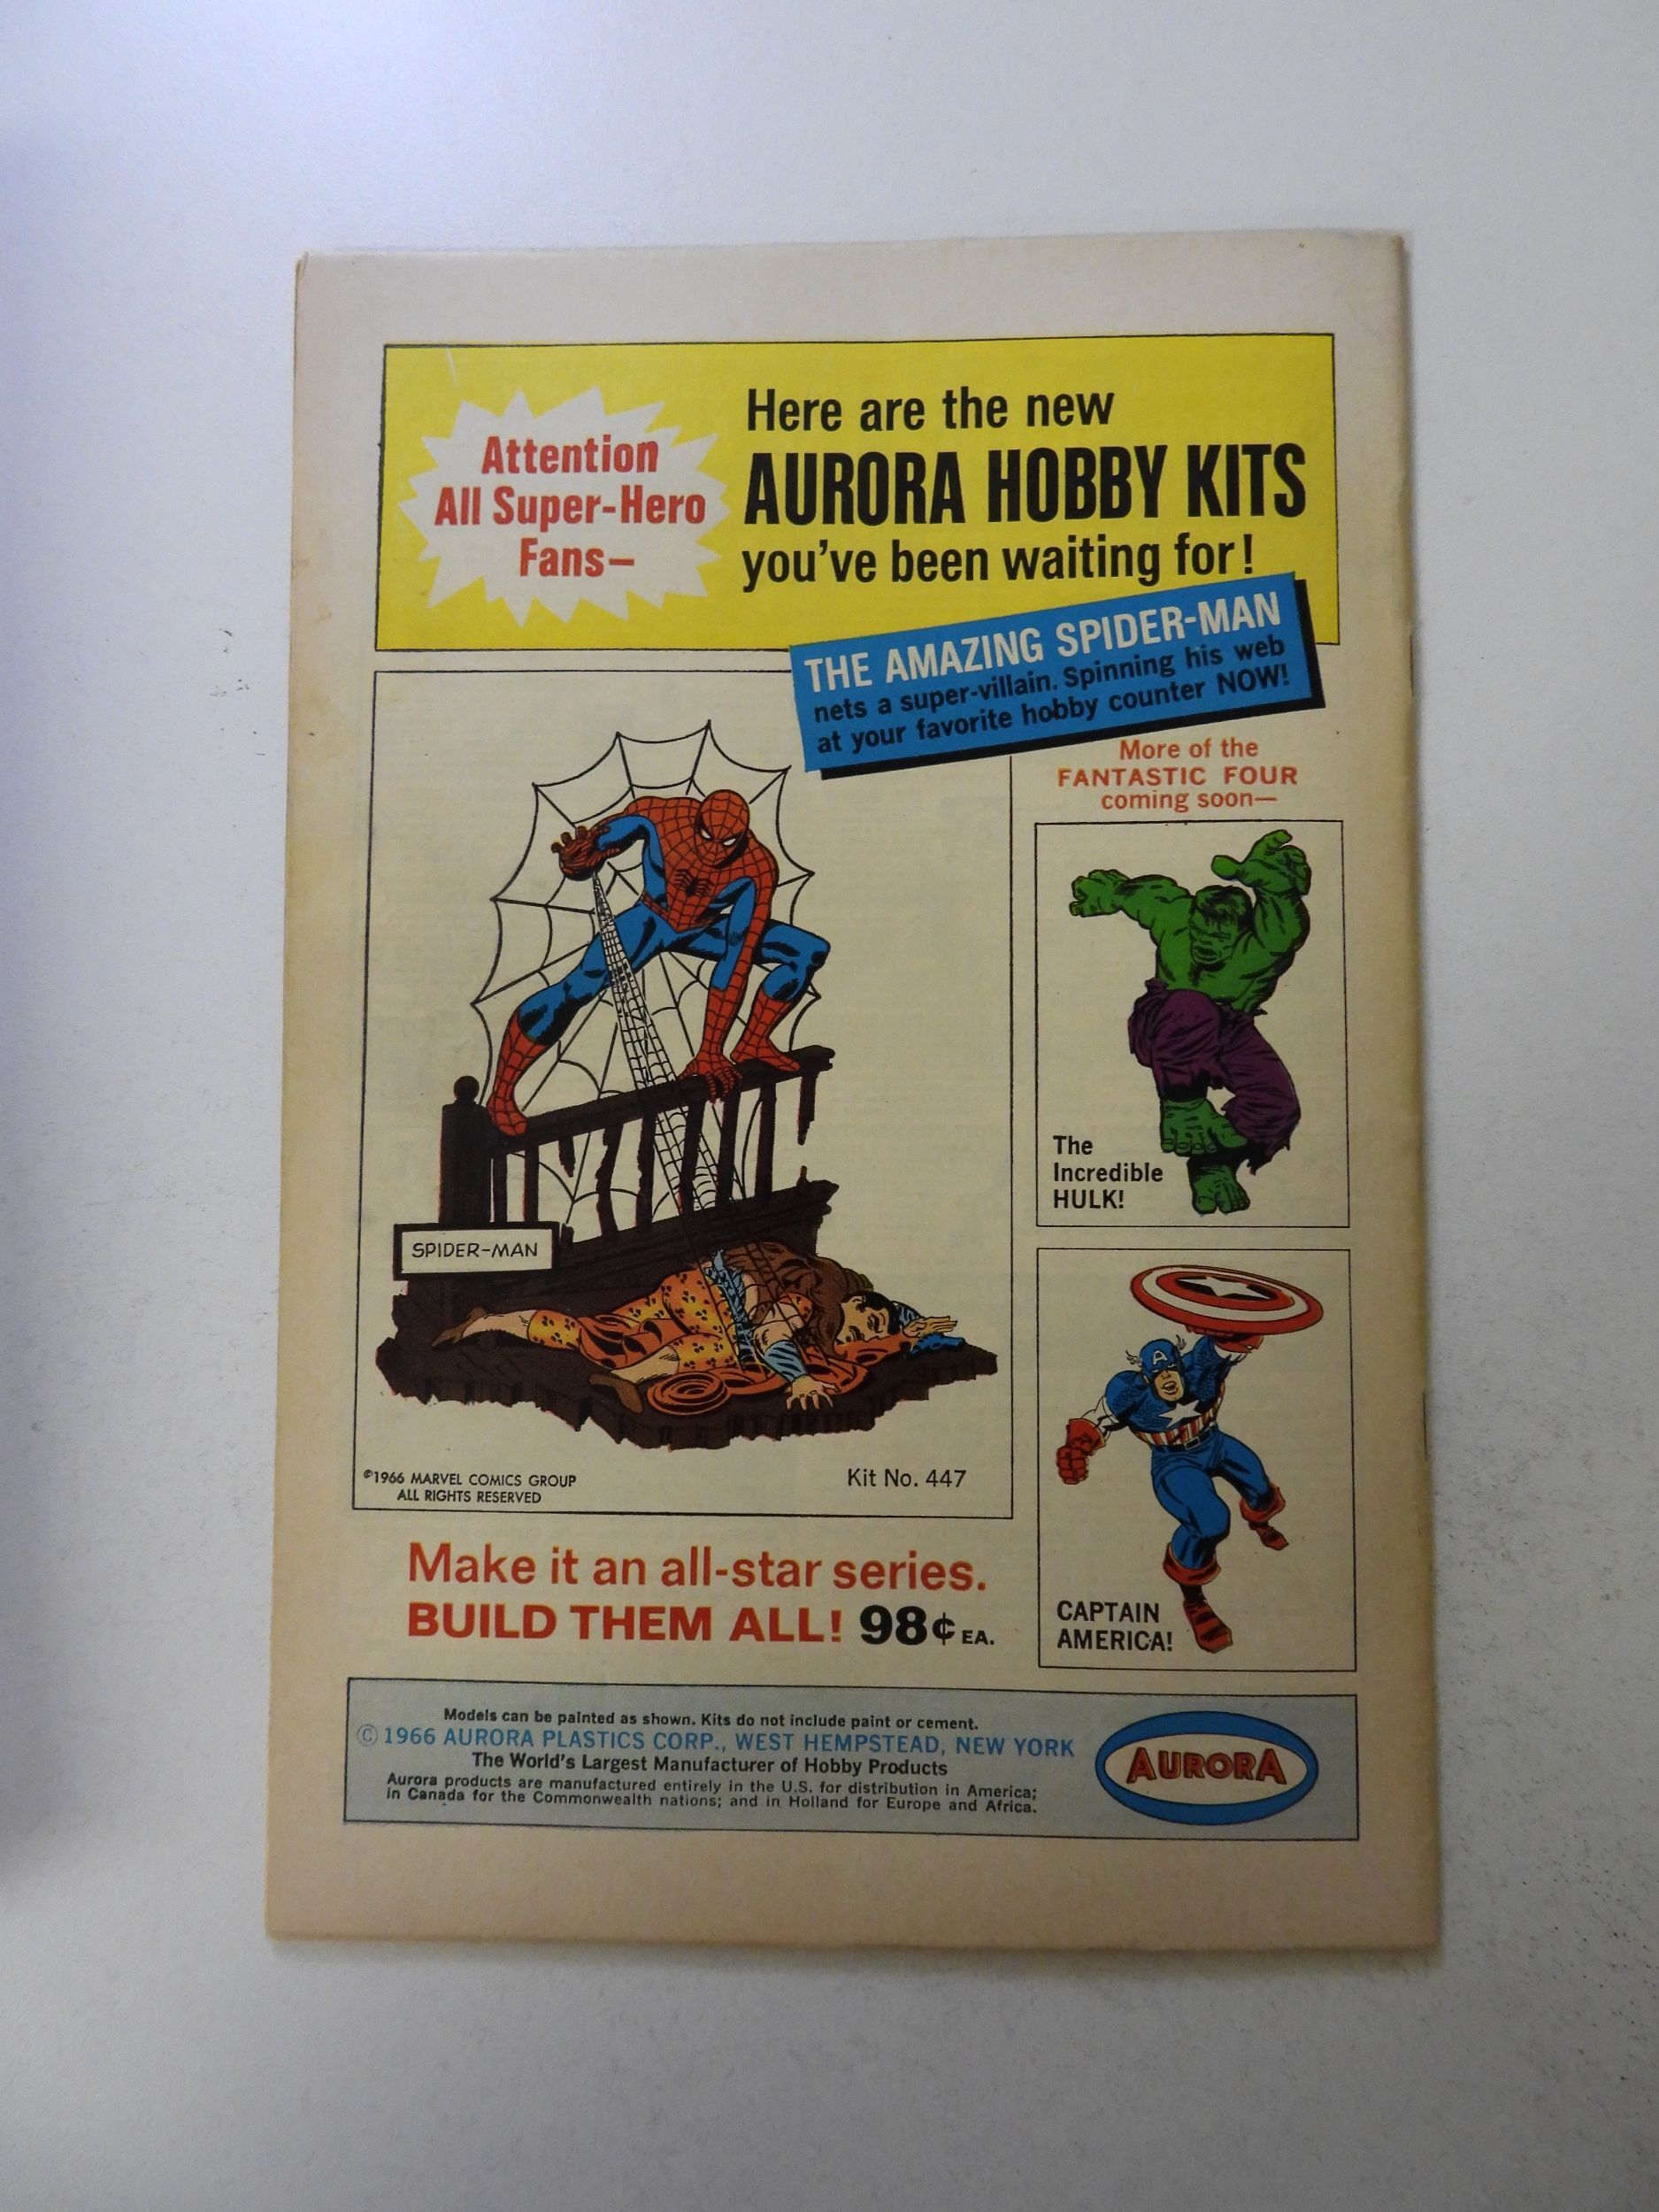 Attention
All Super-Hero
Fans—
Here are the new
AURORA HOBBY KITS
you've been waiting for!
THE AMAZING SPIDER-MAN
nets a super-villain. Spinning his web
at your favorite hobby counter NOW!
More of the
FANTASTIC FOUR
coming soon—
The
Incredible
HULK!
SPIDER-MAN
A
©1966 MARVEL COMICS GROUP
ALL RIGHTS RESERVED
Kit No. 447
CAPTAIN
AMERICA!
Make it an all-star series.
BUILD THEM ALL! 98¢ EA.
Models can be painted as shown. Kits do not include paint or cement.
© 1966 AURORA PLASTICS CORP., WEST HEMPSTEAD, NEW YORK
The World's Largest Manufacturer of Hobby Products
Aurora products are manufactured entirely in the U.S. for distribution in America;
in Canada for the Commonwealth nations; and in Holland for Europe and Africa.
AURORA